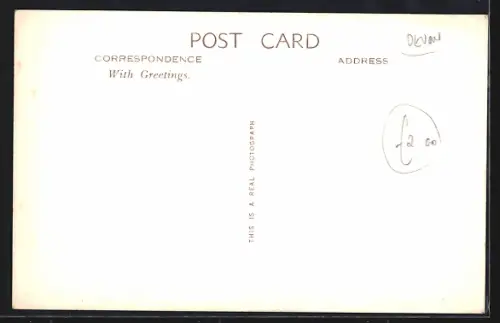 POST CARD
DEVON
CORRESPONDENCE
ADDRESS
With Greetings.
£2.00
THIS IS A REAL PHOTOGRAPH